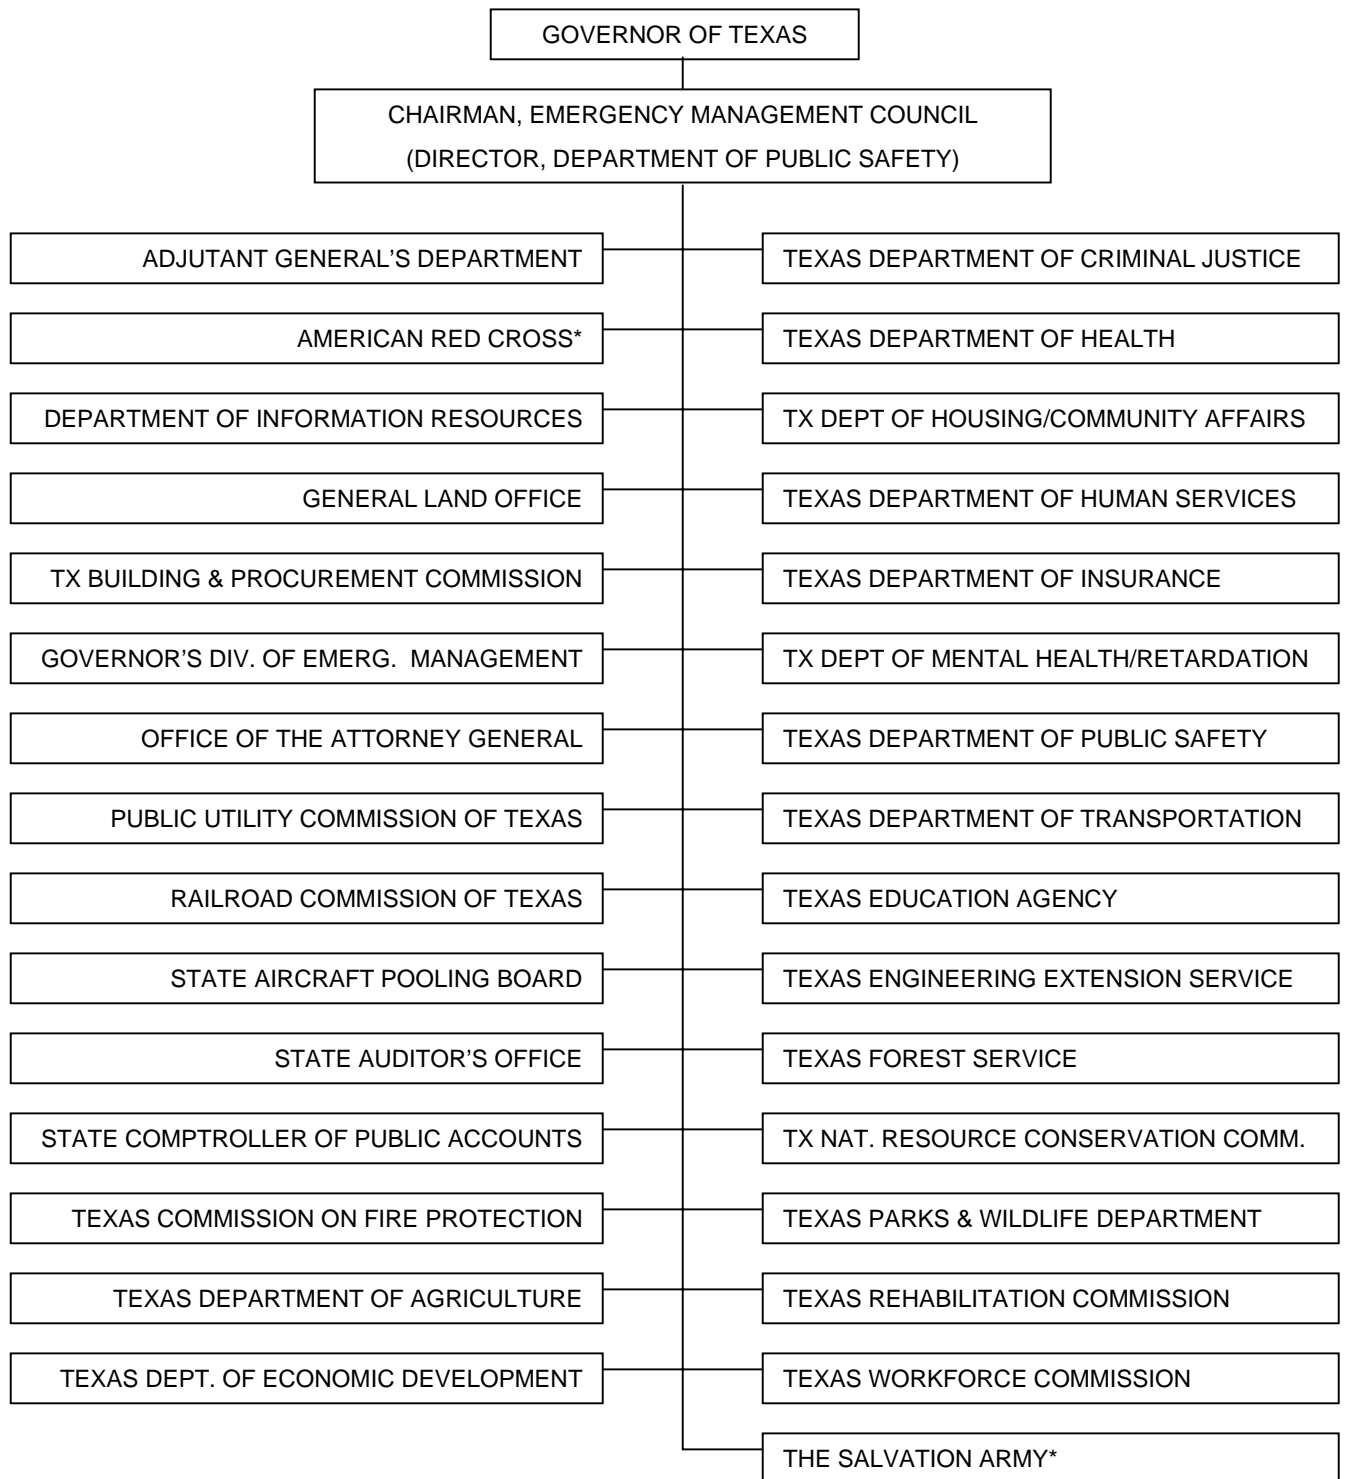 GOVERNOR OF TEXAS
CHAIRMAN, EMERGENCY MANAGEMENT COUNCIL
(DIRECTOR, DEPARTMENT OF PUBLIC SAFETY)
ADJUTANT GENERAL'S DEPARTMENT
TEXAS DEPARTMENT OF CRIMINAL JUSTICE
AMERICAN RED CROSS*
TEXAS DEPARTMENT OF HEALTH
DEPARTMENT OF INFORMATION RESOURCES
TX DEPT OF HOUSING/COMMUNITY AFFAIRS
GENERAL LAND OFFICE
TEXAS DEPARTMENT OF HUMAN SERVICES
TX BUILDING & PROCUREMENT COMMISSION
TEXAS DEPARTMENT OF INSURANCE
GOVERNOR'S DIV. OF EMERG. MANAGEMENT
TX DEPT OF MENTAL HEALTH/RETARDATION
OFFICE OF THE ATTORNEY GENERAL
TEXAS DEPARTMENT OF PUBLIC SAFETY
PUBLIC UTILITY COMMISSION OF TEXAS
TEXAS DEPARTMENT OF TRANSPORTATION
RAILROAD COMMISSION OF TEXAS
TEXAS EDUCATION AGENCY
STATE AIRCRAFT POOLING BOARD
TEXAS ENGINEERING EXTENSION SERVICE
STATE AUDITOR'S OFFICE
TEXAS FOREST SERVICE
STATE COMPTROLLER OF PUBLIC ACCOUNTS
TX NAT. RESOURCE CONSERVATION COMM.
TEXAS COMMISSION ON FIRE PROTECTION
TEXAS PARKS & WILDLIFE DEPARTMENT
TEXAS DEPARTMENT OF AGRICULTURE
TEXAS REHABILITATION COMMISSION
TEXAS DEPT. OF ECONOMIC DEVELOPMENT
TEXAS WORKFORCE COMMISSION
THE SALVATION ARMY*